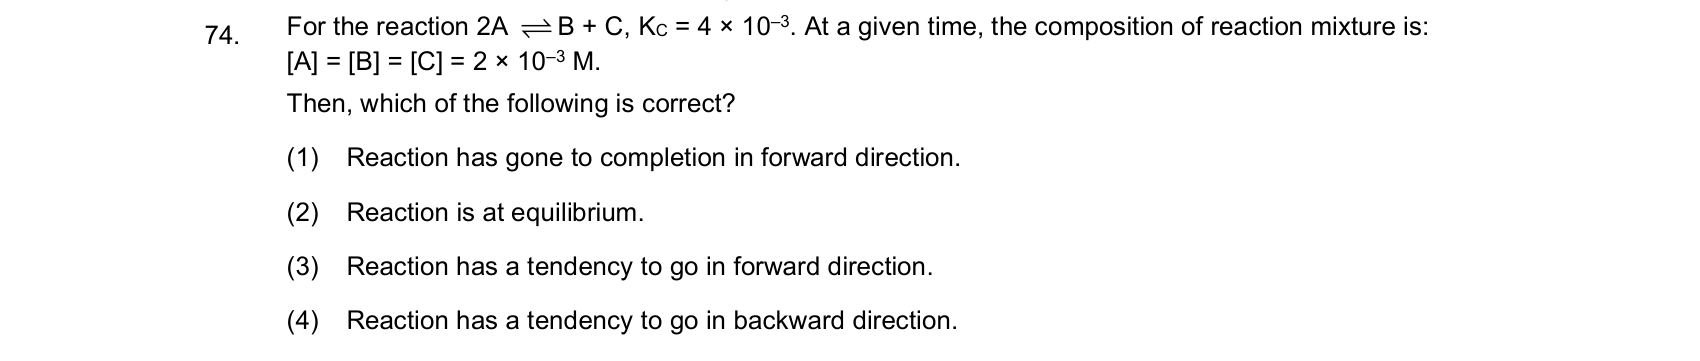 74. For the reaction 2A ⇌ B + C, K꜀ = 4 × 10⁻³. At a given time, the composition of reaction mixture is:
[A] = [B] = [C] = 2 × 10⁻³ M.
Then, which of the following is correct?
(1) Reaction has gone to completion in forward direction.
(2) Reaction is at equilibrium.
(3) Reaction has a tendency to go in forward direction.
(4) Reaction has a tendency to go in backward direction.